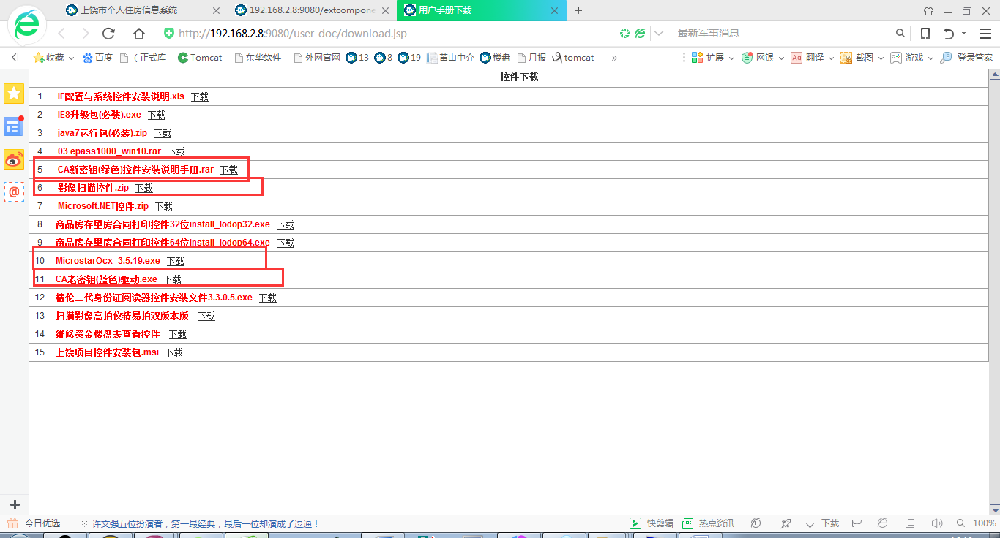 上饶市个人住房信息系统
192.168.2.8:9080/extcompone
用户手册下载
http://192.168.2.8:9080/user-doc/download.jsp
最新军事消息
收藏 百度 ( 正式库 Tomcat 东华软件 外网官网 13 8 19 黄山中介 楼盘 月报 tomcat » 扩展 网银 Aa 翻译 截图 游戏 登录管家
控件下载
1 IE配置与系统控件安装说明.xls 下载
2 IE8升级包(必装).exe 下载
3 java7运行包(必装).zip 下载
4 03 epass1000_win10.rar 下载
5 CA新密钥(绿色)控件安装说明手册.rar 下载
6 影像扫描控件.zip 下载
7 Microsoft.NET控件.zip 下载
8 商品房存量房合同打印控件32位install_lodop32.exe 下载
9 商品房存量房合同打印控件64位install_lodop64.exe 下载
10 MicrostarOcx_3.5.19.exe 下载
11 CA老密钥(蓝色)驱动.exe 下载
12 精伦二代身份证阅读器控件安装文件3.3.0.5.exe 下载
13 扫描影像高拍仪精易拍双版本版 下载
14 维修资金楼盘表查看控件 下载
15 上饶项目控件安装包.msi 下载
今日优选 许文强五位扮演者，第一最经典，最后一位却演成了逗逼！ 快剪辑 热点资讯 下载 100%